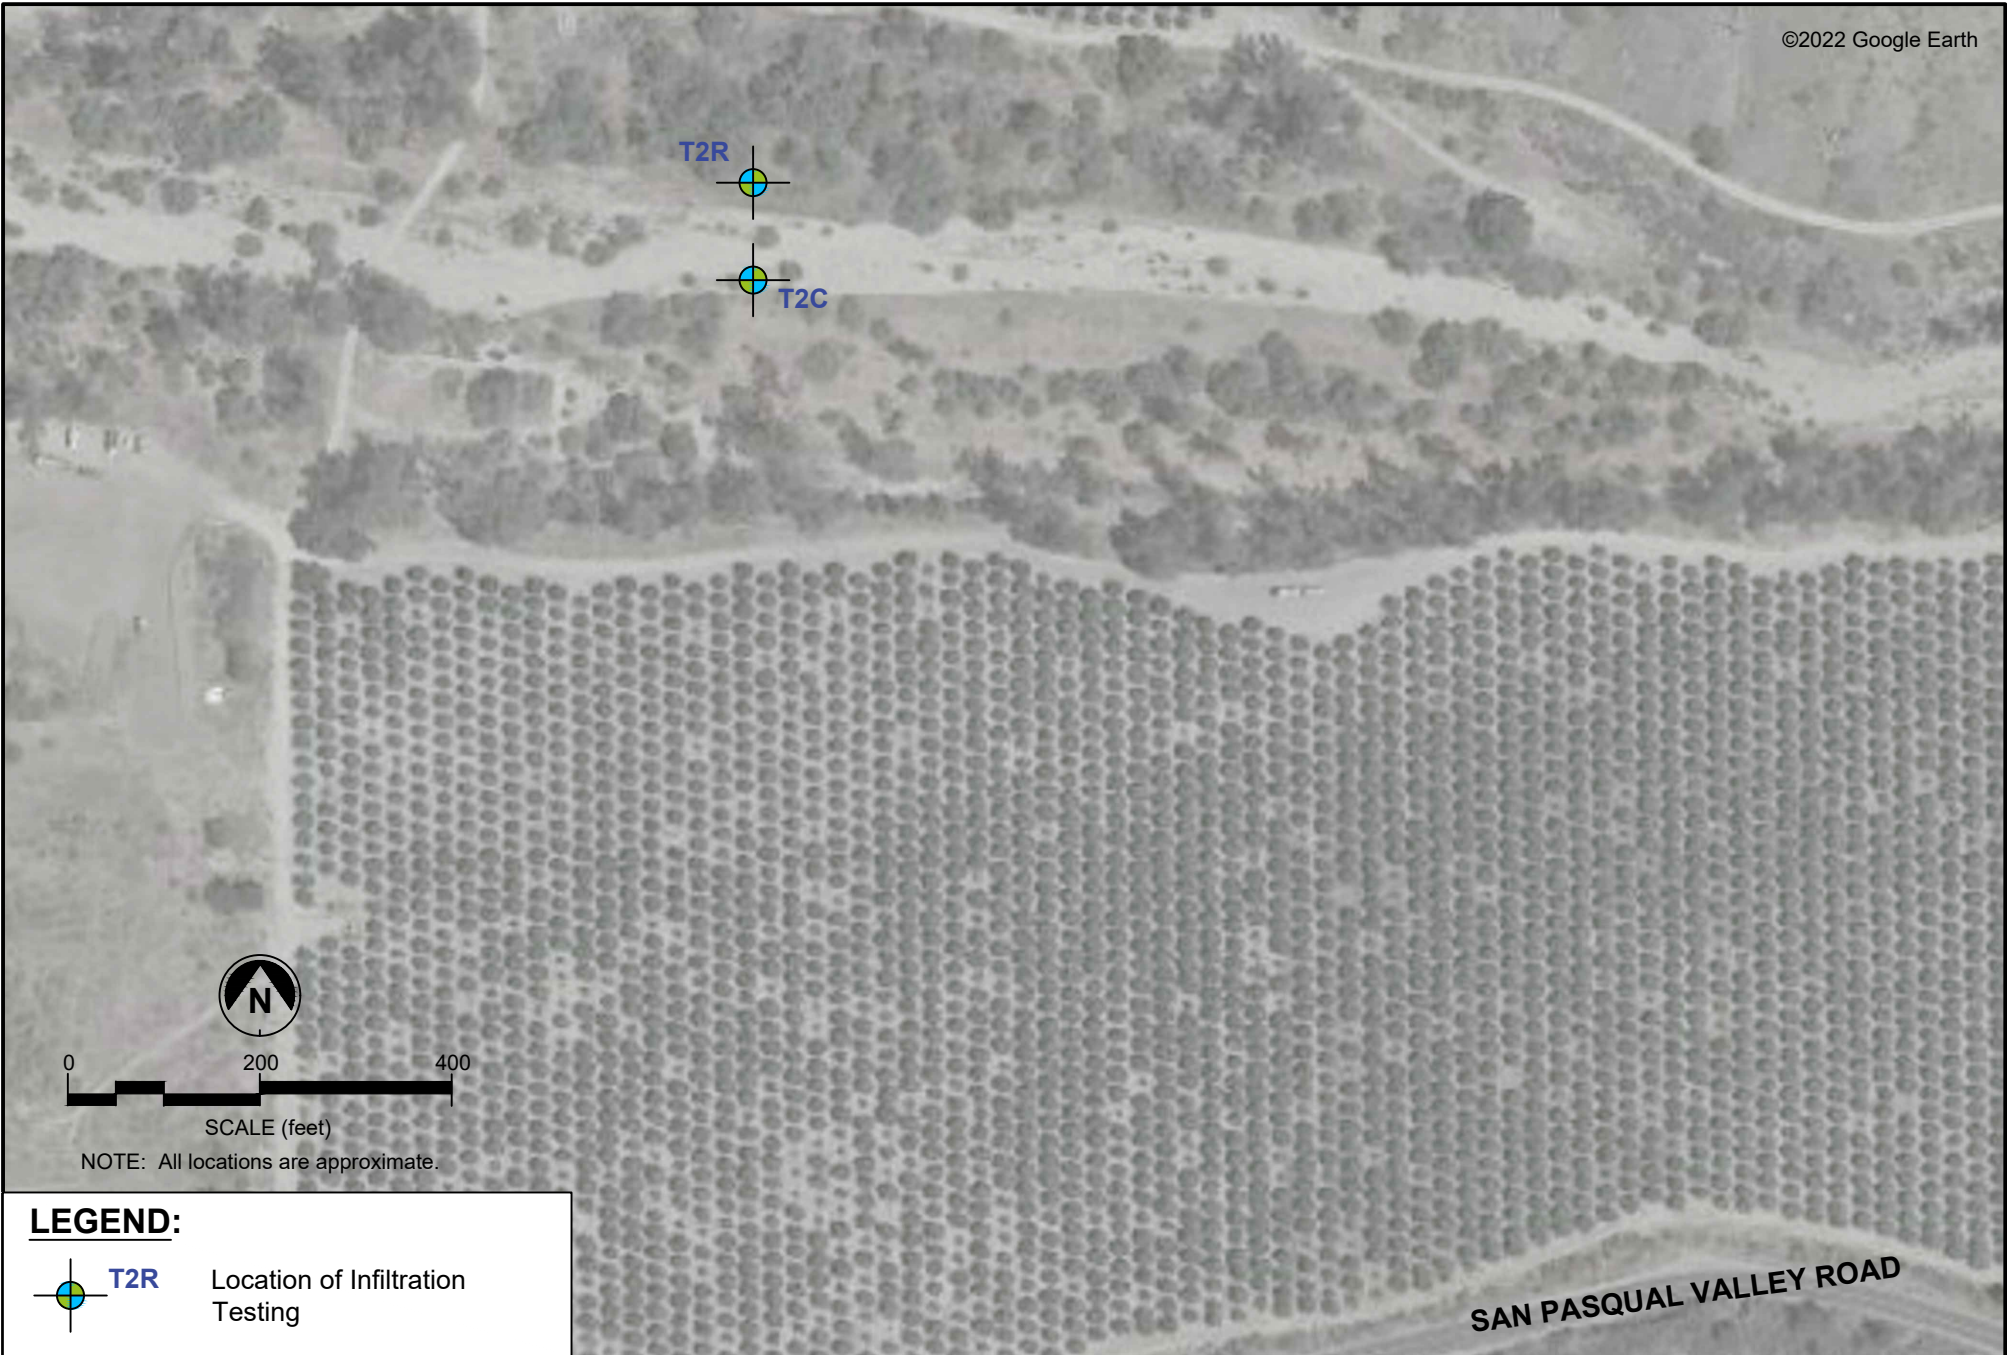 ©2022 Google Earth
T2R
T2C
N
0 200 400
SCALE (feet)
NOTE: All locations are approximate.
LEGEND:
T2R Location of Infiltration
Testing
SAN PASQUAL VALLEY ROAD